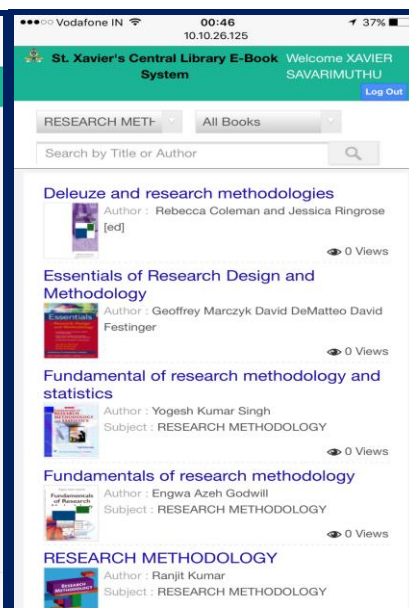 ●●●○○ Vodafone IN 00:46 37%
10.10.26.125
St. Xavier's Central Library E-Book System
Welcome XAVIER SAVARIMUTHU
Log Out
RESEARCH METH All Books
Search by Title or Author
Deleuze and research methodologies
Author : Rebecca Coleman and Jessica Ringrose
[ed]
0 Views
Essentials of Research Design and
Methodology
Essentials
Author : Geoffrey Marczyk David DeMatteo David
Festinger
0 Views
Fundamental of research methodology and
statistics
Author : Yogesh Kumar Singh
Subject : RESEARCH METHODOLOGY
0 Views
Fundamentals of research methodology
Fundamentals
of Research
Author : Engwa Azeh Godwill
Subject : RESEARCH METHODOLOGY
0 Views
RESEARCH METHODOLOGY
Author : Ranjit Kumar
Subject : RESEARCH METHODOLOGY